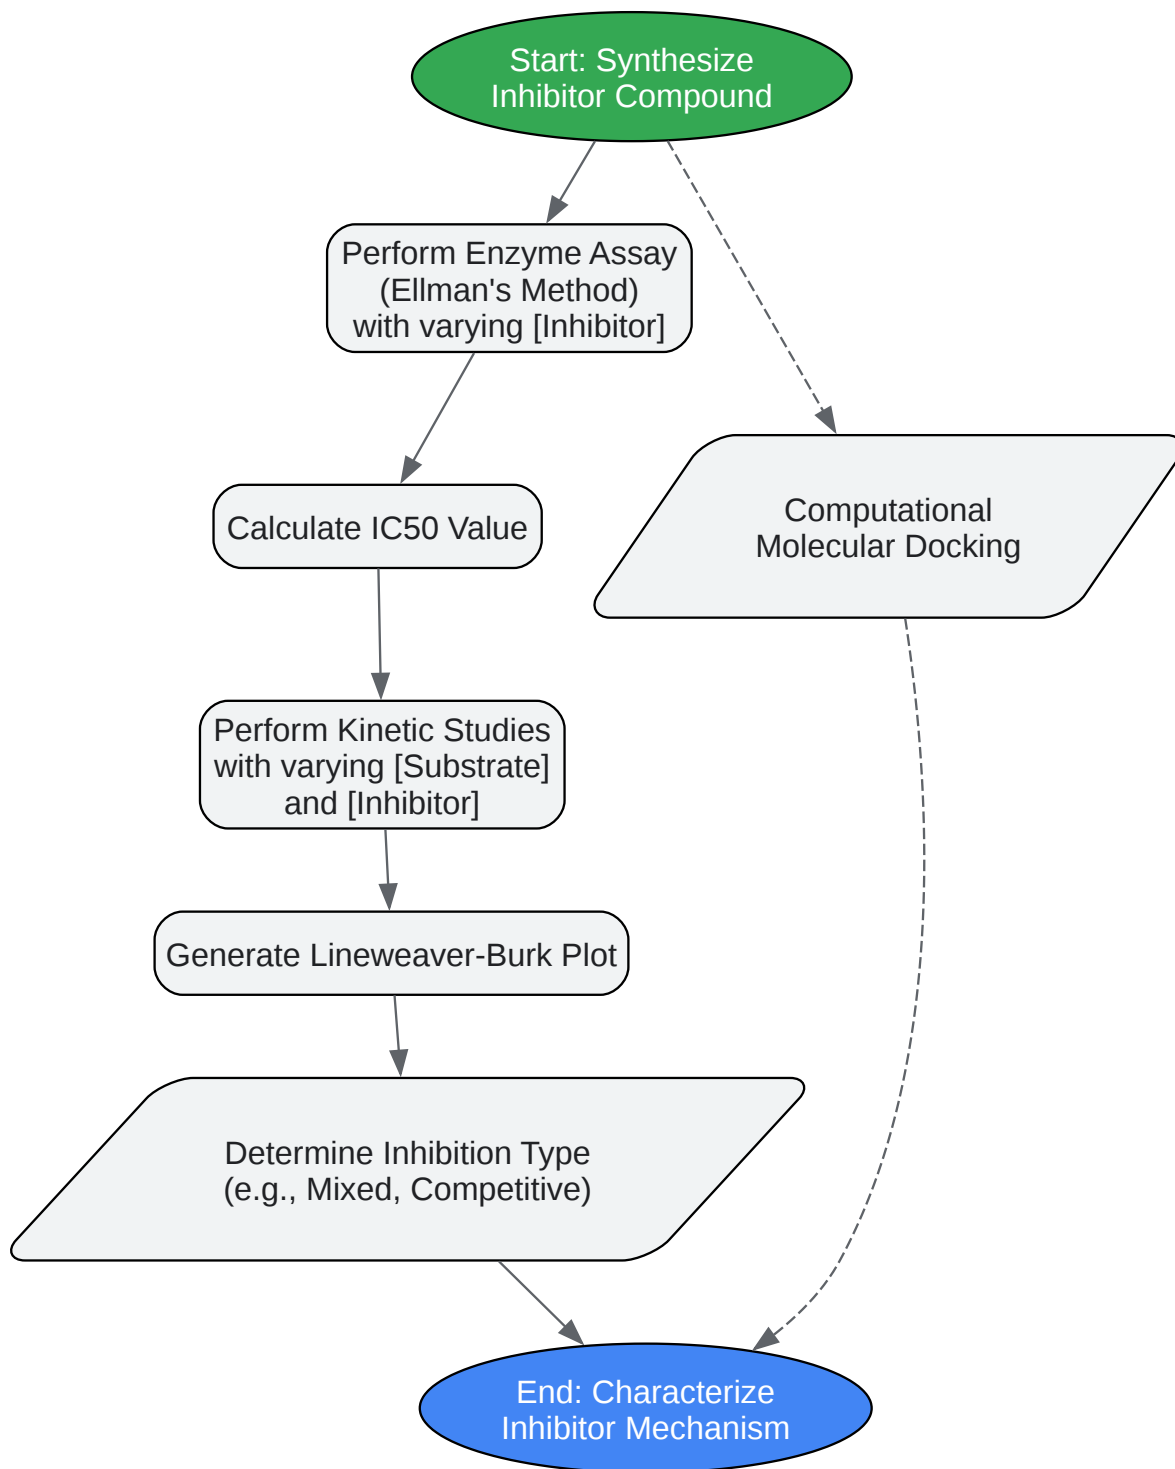 Start: Synthesize
Inhibitor Compound
Perform Enzyme Assay
(Ellman's Method)
with varying [Inhibitor]
Computational
Molecular Docking
Calculate IC50 Value
Perform Kinetic Studies
with varying [Substrate]
and [Inhibitor]
Generate Lineweaver-Burk Plot
Determine Inhibition Type
(e.g., Mixed, Competitive)
End: Characterize
Inhibitor Mechanism